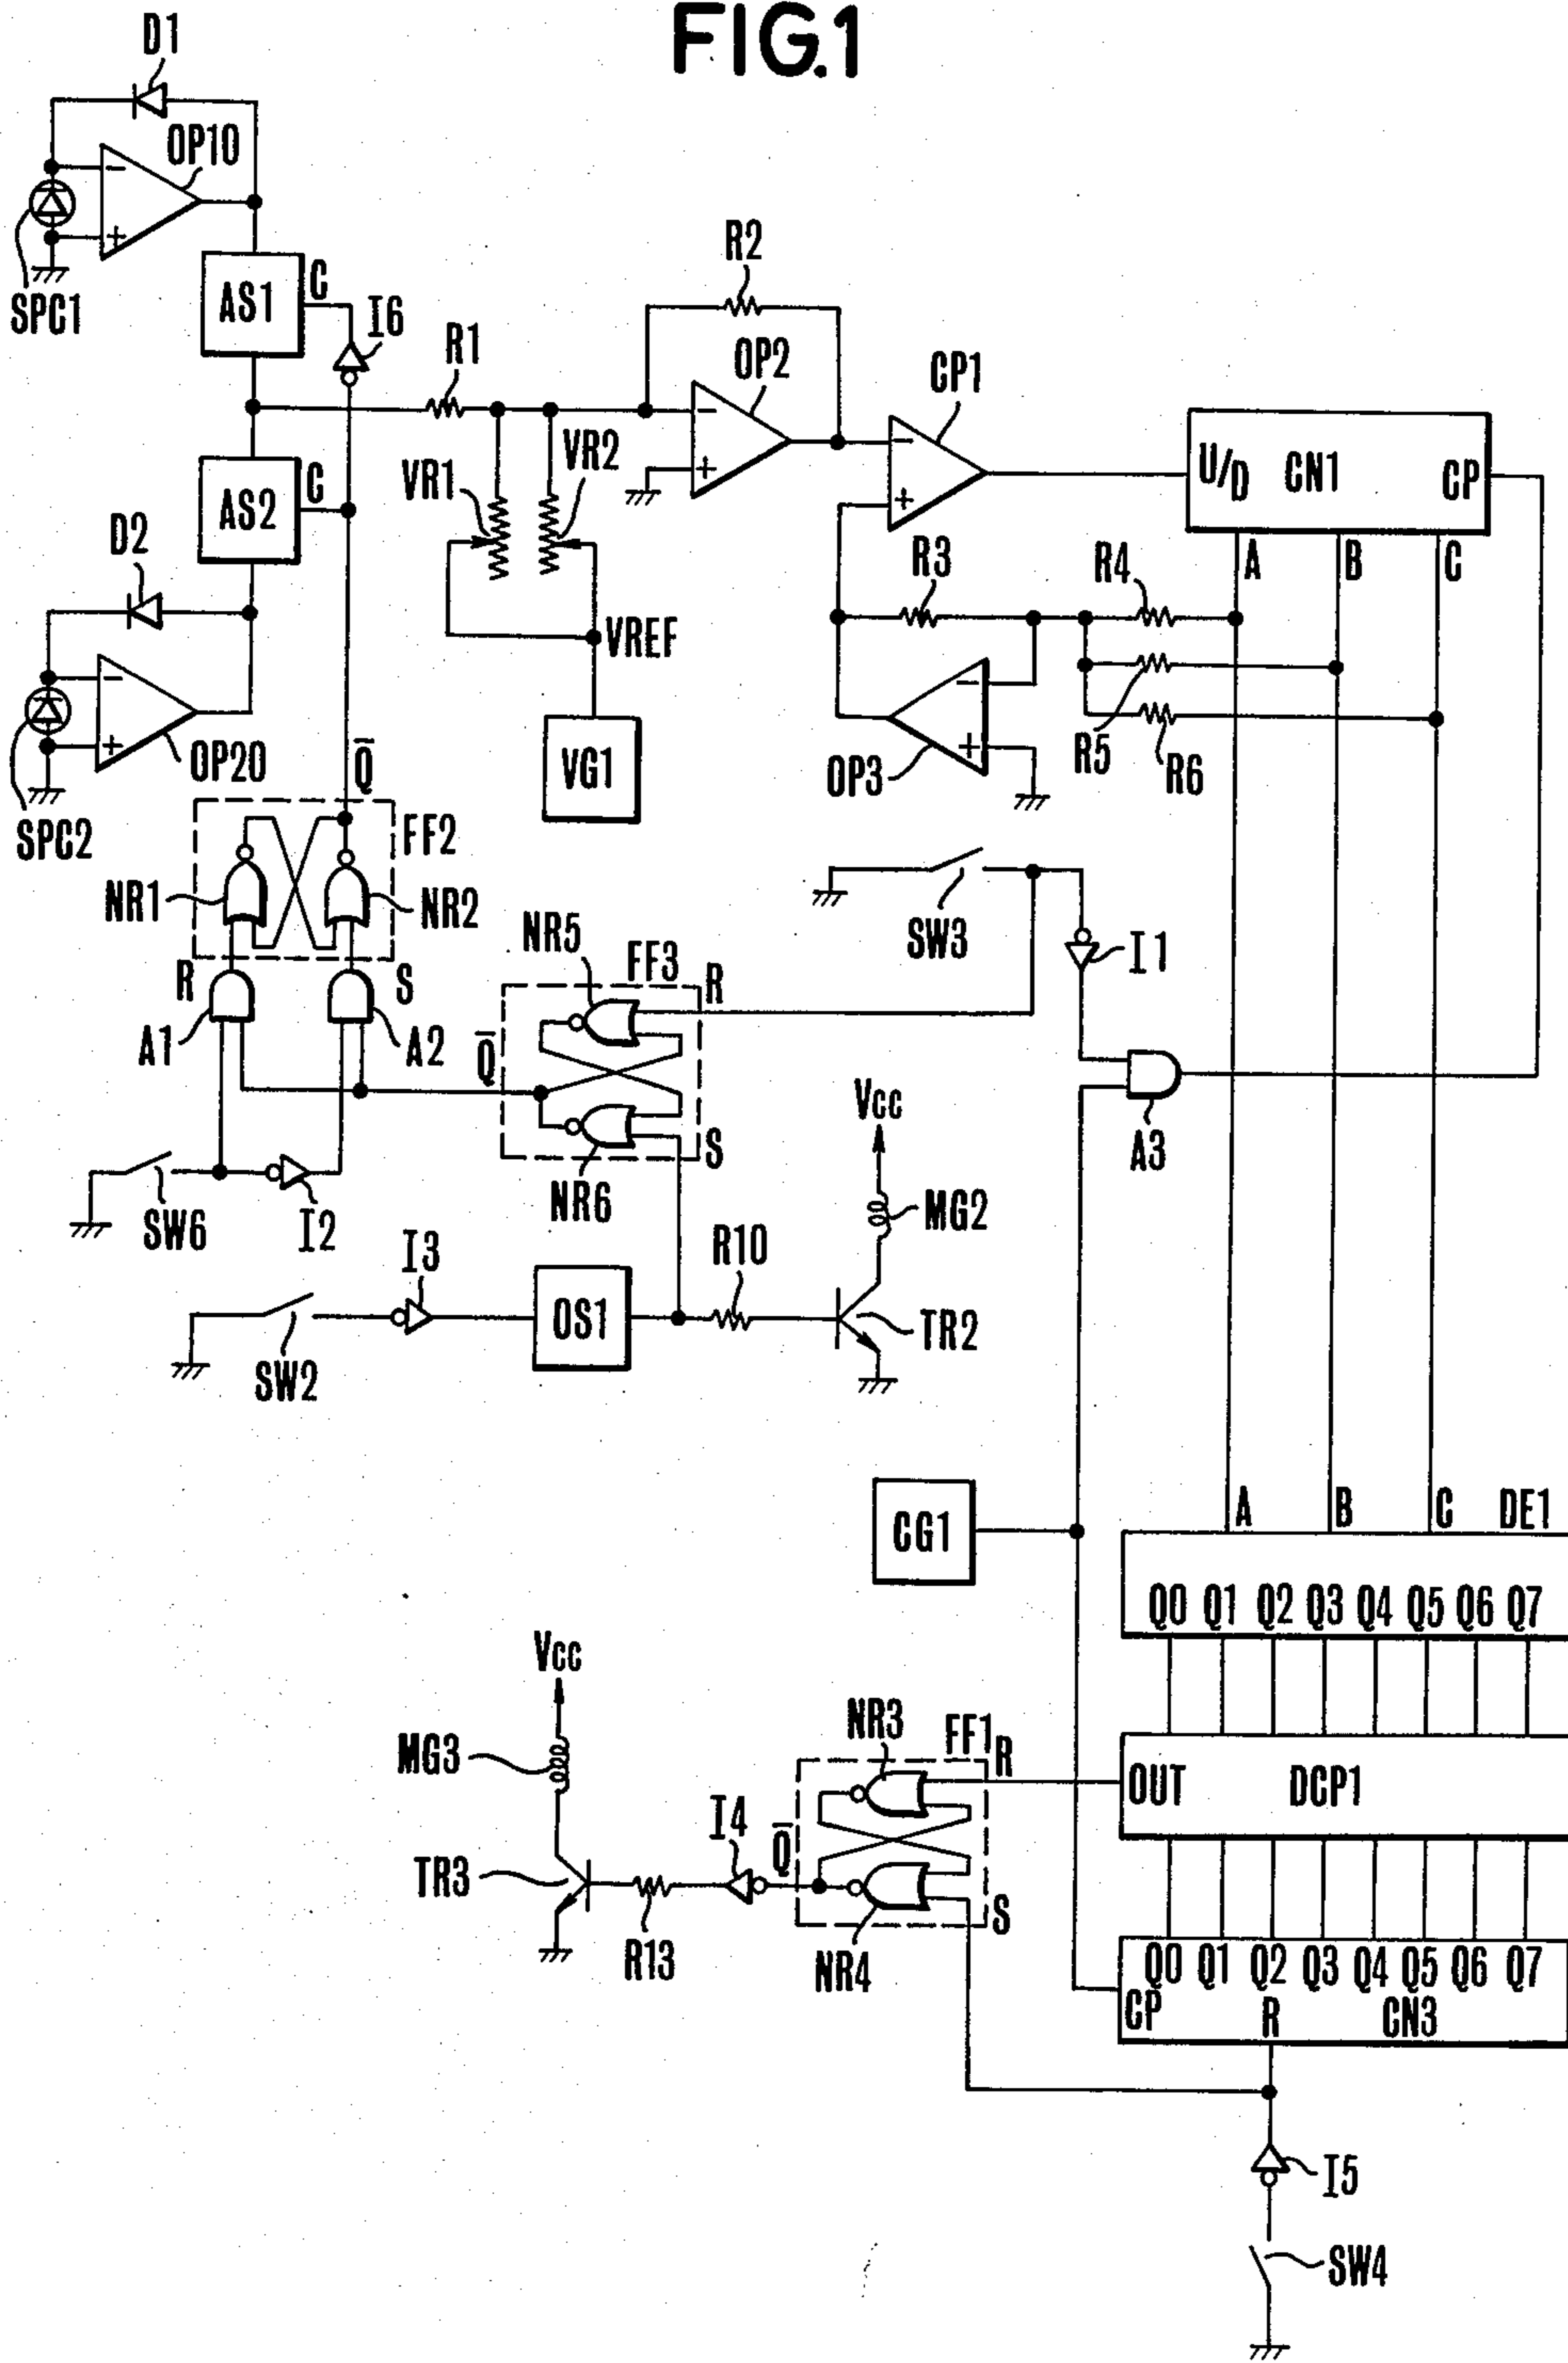 FIG.1
D1
OP10
SPC1
AS1
C
I6
R1
R2
OP2
CP1
VR1
VR2
U/D
CN1
CP
AS2
C
D2
A
B
C
R3
R4
VREF
R5
R6
OP3
VG1
OP20
SPC2
Q̅
FF2
NR1
NR2
R
S
A1
A2
SW3
I1
NR5
FF3
R
Q̅
S
NR6
A3
Vcc
MG2
SW6
I2
I3
OS1
R10
TR2
SW2
CG1
A
B
C
DE1
Q0 Q1 Q2 Q3 Q4 Q5 Q6 Q7
Vcc
MG3
NR3
FF1
R
OUT
DCP1
I4
Q̅
TR3
R13
NR4
S
Q0 Q1 Q2 Q3 Q4 Q5 Q6 Q7
CP
R
CN3
I5
SW4